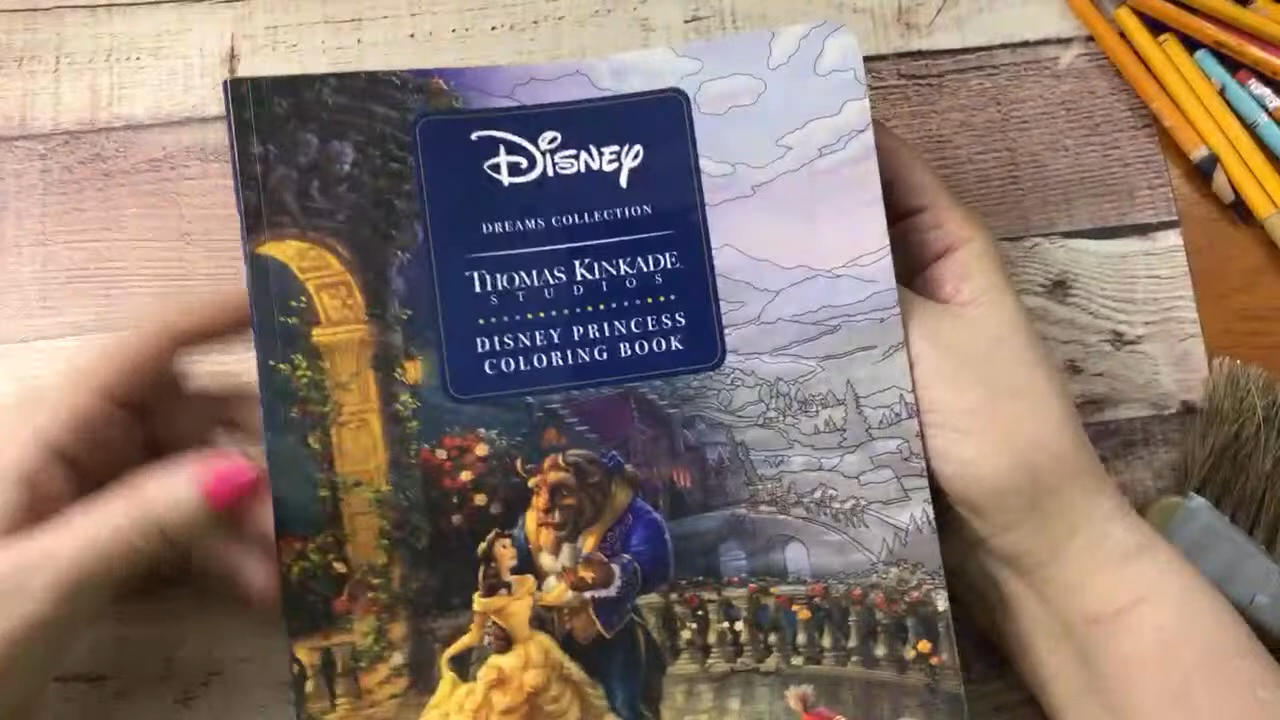 Disney
DREAMS COLLECTION
THOMAS KINKADE
STUDIOS
DISNEY PRINCESS
COLORING BOOK